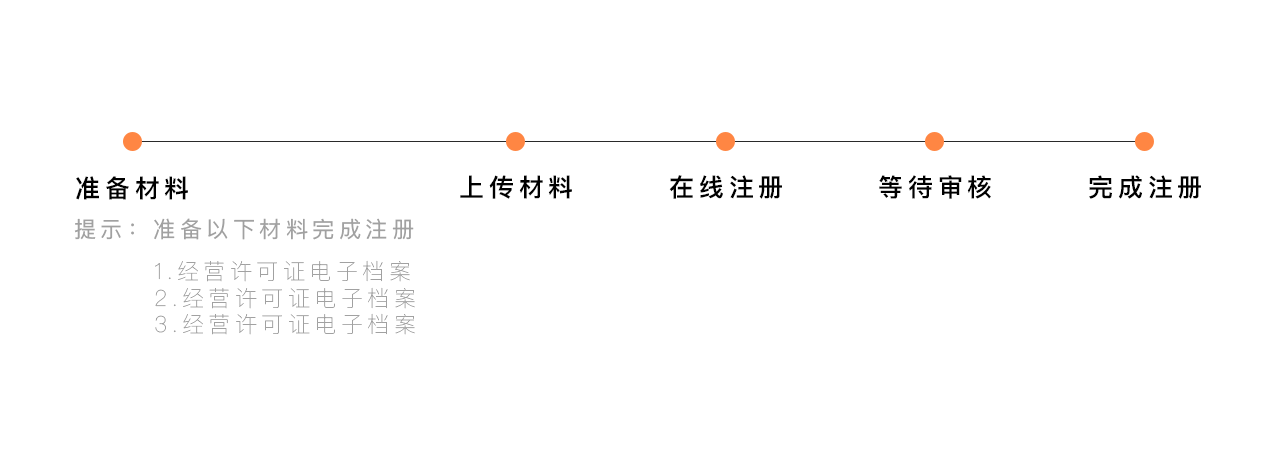 准备材料 上传材料 在线注册 等待审核 完成注册
提示：准备以下材料完成注册
1.经营许可证电子档案
2.经营许可证电子档案
3.经营许可证电子档案